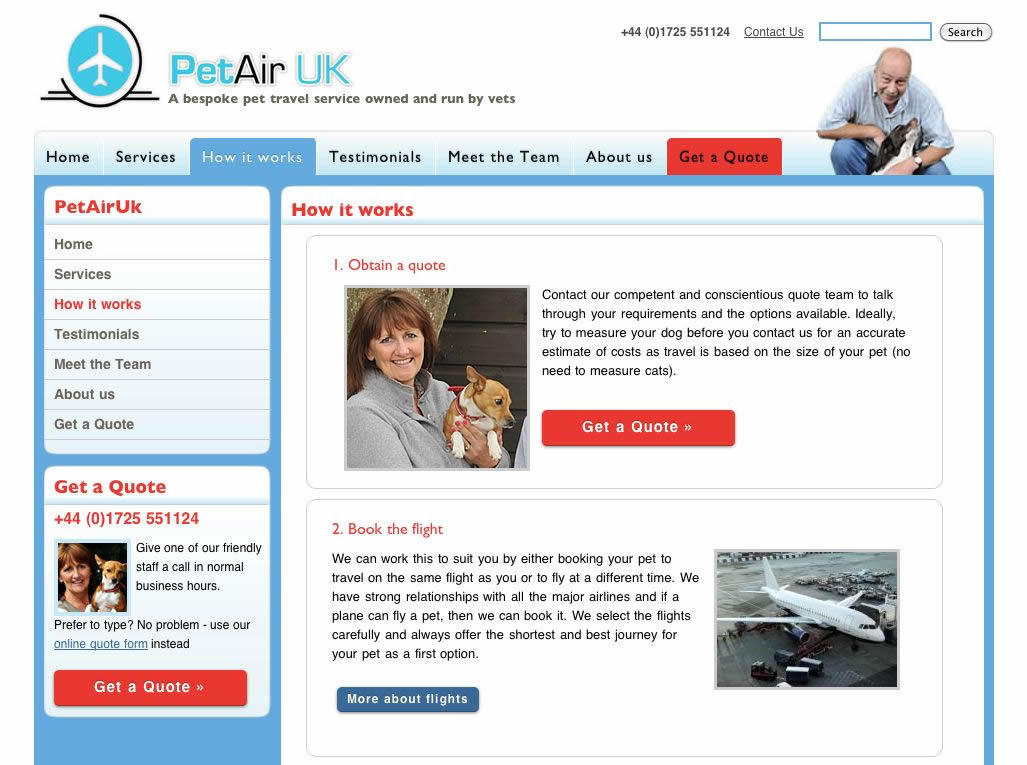 +44 (0)1725 551124 Contact Us Search
PetAir UK
A bespoke pet travel service owned and run by vets
Home Services How it works Testimonials Meet the Team About us Get a Quote
PetAirUk
Home
Services
How it works
Testimonials
Meet the Team
About us
Get a Quote
Get a Quote
+44 (0)1725 551124
Give one of our friendly
staff a call in normal
business hours.
Prefer to type? No problem - use our
online quote form instead
Get a Quote »
How it works
1. Obtain a quote
Contact our competent and conscientious quote team to talk
through your requirements and the options available. Ideally,
try to measure your dog before you contact us for an accurate
estimate of costs as travel is based on the size of your pet (no
need to measure cats).
Get a Quote »
2. Book the flight
We can work this to suit you by either booking your pet to
travel on the same flight as you or to fly at a different time. We
have strong relationships with all the major airlines and if a
plane can fly a pet, then we can book it. We select the flights
carefully and always offer the shortest and best journey for
your pet as a first option.
More about flights